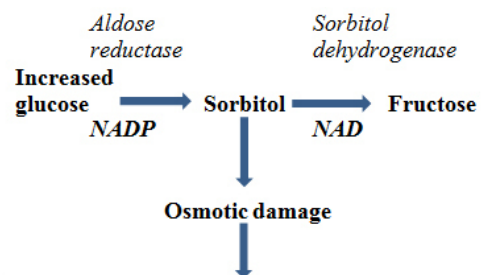 Aldose
reductase
Sorbitol
dehydrogenase
Increased
glucose
Sorbitol
Fructose
NADP
NAD
Osmotic damage